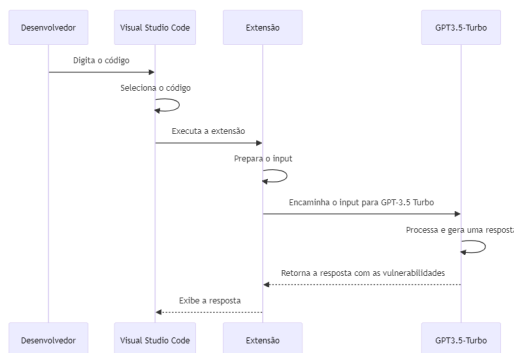 Desenvolvedor
Visual Studio Code
Extensão
GPT3.5-Turbo
Digita o código
Seleciona o código
Executa a extensão
Prepara o input
Encaminha o input para GPT-3.5 Turbo
Processa e gera uma resposta
Retorna a resposta com as vulnerabilidades
Exibe a resposta
Desenvolvedor
Visual Studio Code
Extensão
GPT3.5-Turbo